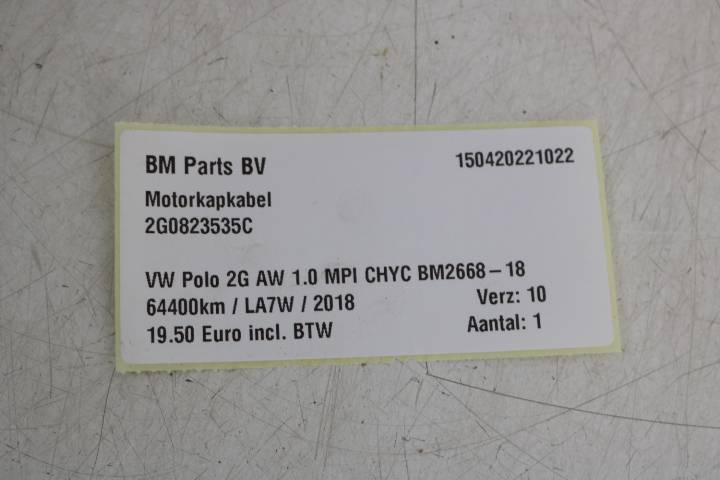 BM Parts BV 150420221022
Motorkapkabel
2G0823535C
VW Polo 2G AW 1.0 MPI CHYC BM2668-18
64400km / LA7W / 2018 Verz: 10
19.50 Euro incl. BTW Aantal: 1